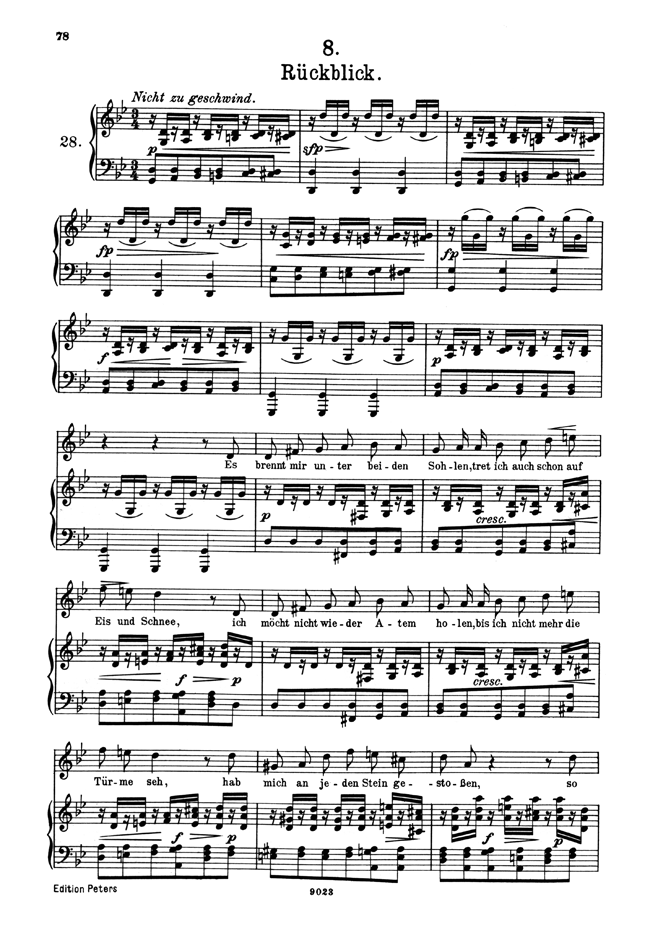 78
8.
Rückblick.
Nicht zu geschwind.
28.
p sfp
fp fp
f p
Es brennt mir un-ter bei-den Soh-len, tret ich auch schon auf
p cresc.
Eis und Schnee, ich möcht nicht wie-der A-tem ho-len, bis ich nicht mehr die
f p cresc.
Tür-me seh, hab mich an je-den Stein ge-sto-ßen, so
f p f p
Edition Peters
9023